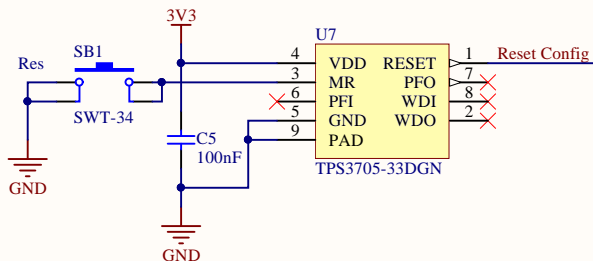 3V3
U7
Res
SB1
SWT-34
4 VDD RESET 1 Reset Config
3 MR PFO 7
6 PFI WDI 8
5 GND WDO 2
9 PAD
C5
100nF
TPS3705-33DGN
GND
GND